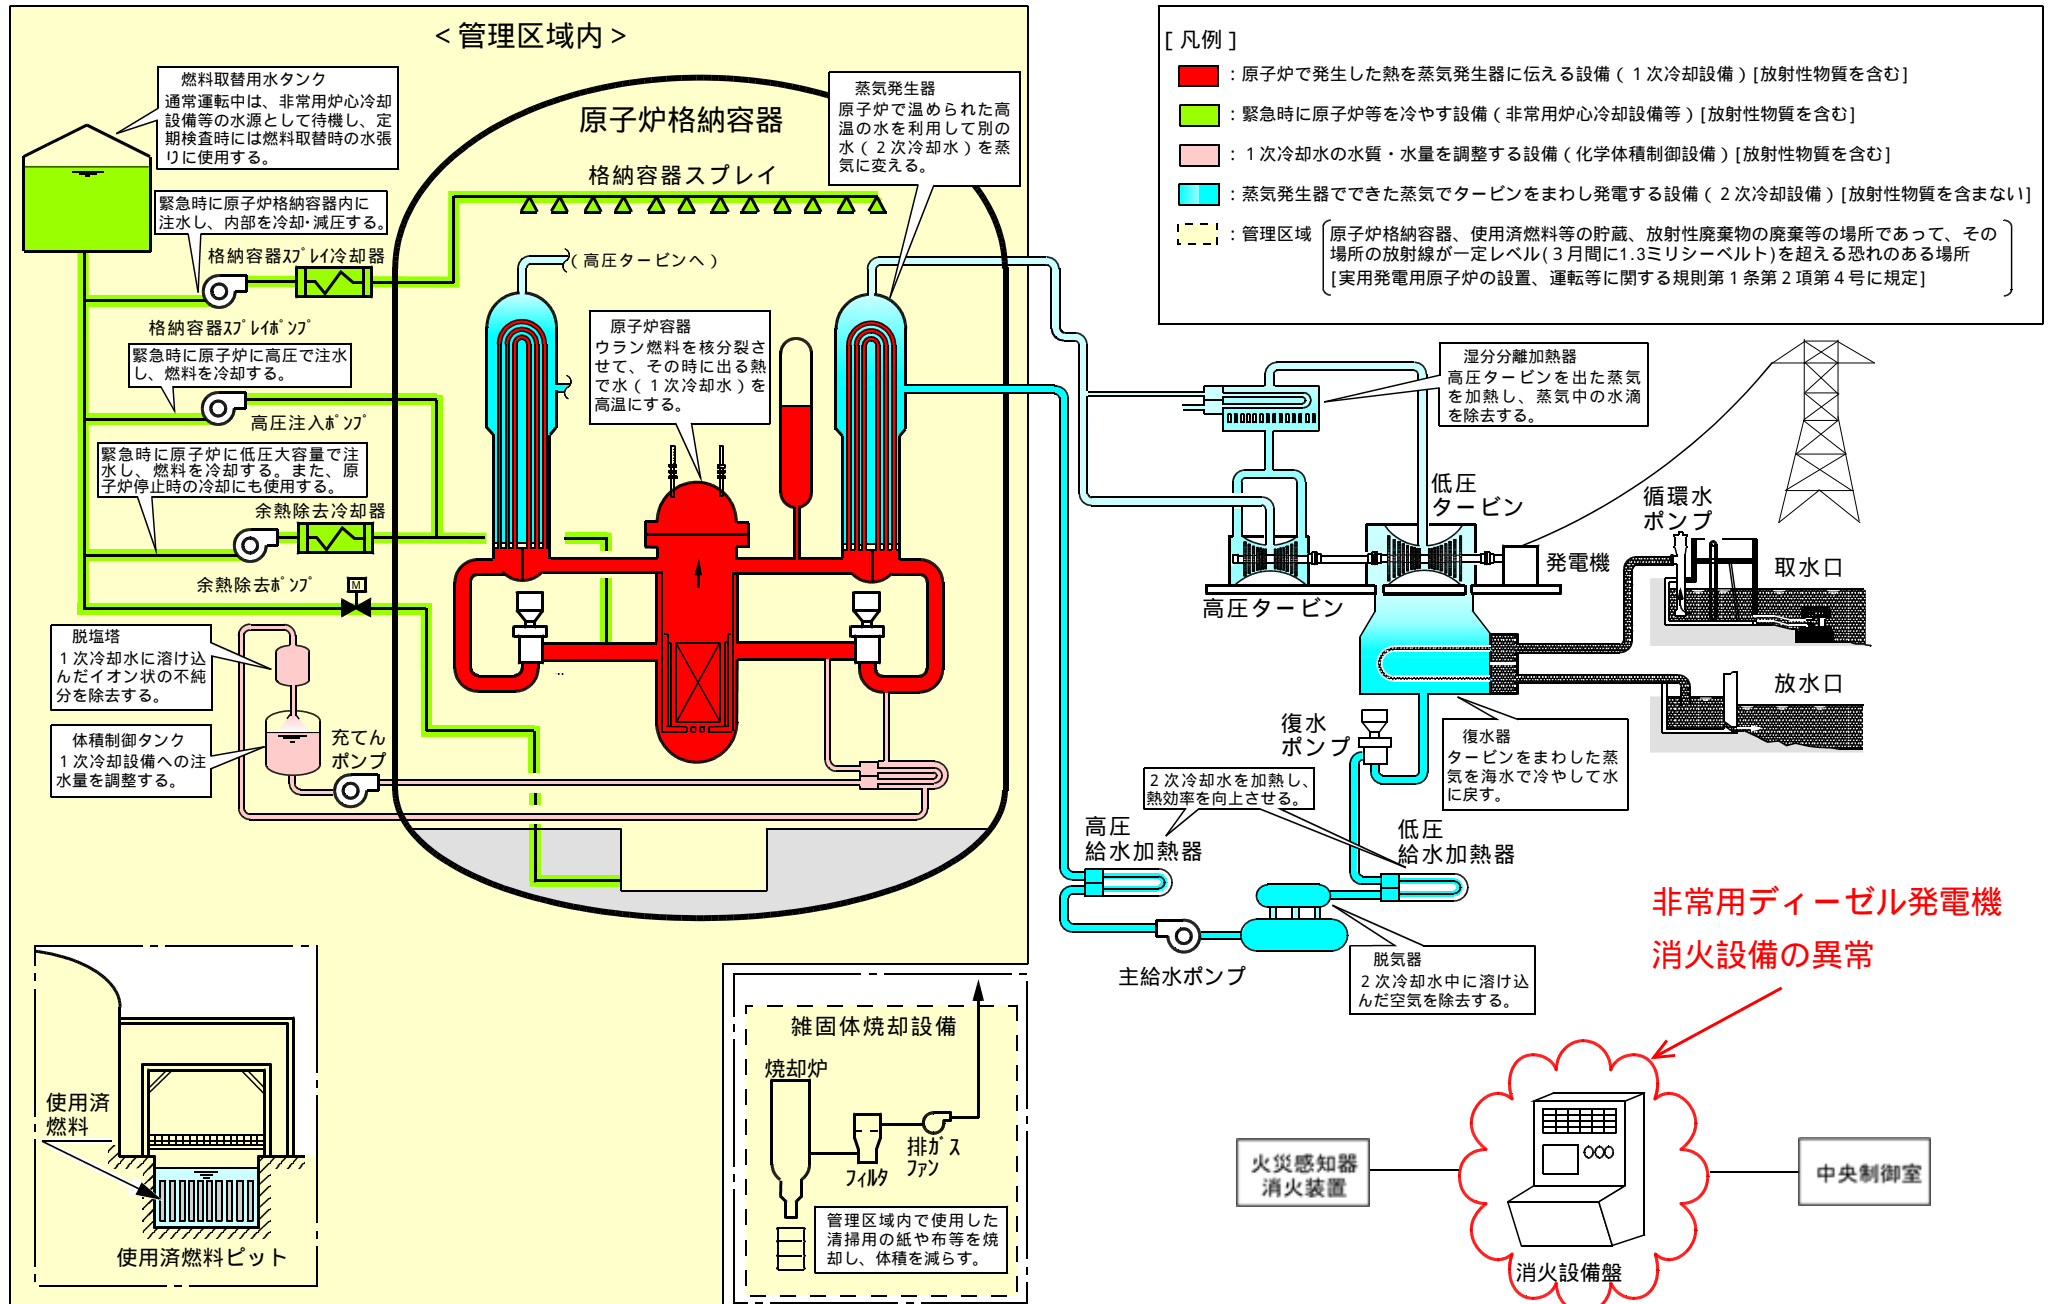 ＜管理区域内＞
燃料取替用水タンク
通常運転中は、非常用炉心冷却
設備等の水源として待機し、定
期検査時には燃料取替時の水張
りに使用する。
緊急時に原子炉格納容器内に
注水し、内部を冷却･減圧する。
格納容器ｽﾌﾟﾚｲ冷却器
格納容器ｽﾌﾟﾚｲﾎﾟﾝﾌﾟ
緊急時に原子炉に高圧で注水
し、燃料を冷却する。
高圧注入ﾎﾟﾝﾌﾟ
緊急時に原子炉に低圧大容量で注
水し、燃料を冷却する。また、原
子炉停止時の冷却にも使用する。
余熱除去冷却器
余熱除去ﾎﾟﾝﾌﾟ
M
脱塩塔
１次冷却水に溶け込
んだイオン状の不純
分を除去する。
体積制御タンク
１次冷却設備への注
水量を調整する。
充てん
ポンプ
原子炉格納容器
格納容器スプレイ
蒸気発生器
原子炉で温められた高
温の水を利用して別の
水（２次冷却水）を蒸
気に変える。
（高圧タービンへ）
原子炉容器
ウラン燃料を核分裂さ
せて、その時に出る熱
で水（１次冷却水）を
高温にする。
[ 凡例 ]
：原子炉で発生した熱を蒸気発生器に伝える設備（１次冷却設備）[放射性物質を含む]
：緊急時に原子炉等を冷やす設備（非常用炉心冷却設備等）[放射性物質を含む]
：１次冷却水の水質・水量を調整する設備（化学体積制御設備）[放射性物質を含む]
：蒸気発生器でできた蒸気でタービンをまわし発電する設備（２次冷却設備）[放射性物質を含まない]
：管理区域
原子炉格納容器、使用済燃料等の貯蔵、放射性廃棄物の廃棄等の場所であって、その
場所の放射線が一定レベル(３月間に1.3ミリシーベルト)を超える恐れのある場所
[実用発電用原子炉の設置、運転等に関する規則第１条第２項第４号に規定]
湿分分離加熱器
高圧タービンを出た蒸気
を加熱し、蒸気中の水滴
を除去する。
低圧
タービン
高圧タービン
発電機
循環水
ポンプ
取水口
放水口
復水
ポンプ
復水器
タービンをまわした蒸
気を海水で冷やして水
に戻す。
２次冷却水を加熱し、
熱効率を向上させる。
高圧
給水加熱器
低圧
給水加熱器
主給水ポンプ
脱気器
２次冷却水中に溶け込
んだ空気を除去する。
非常用ディーゼル発電機
消火設備の異常
火災感知器
消火装置
中央制御室
消火設備盤
使用済
燃料
使用済燃料ピット
雑固体焼却設備
焼却炉
ﾌｨﾙﾀ
排ｶﾞｽ
ﾌｧﾝ
管理区域内で使用した
清掃用の紙や布等を焼
却し、体積を減らす。